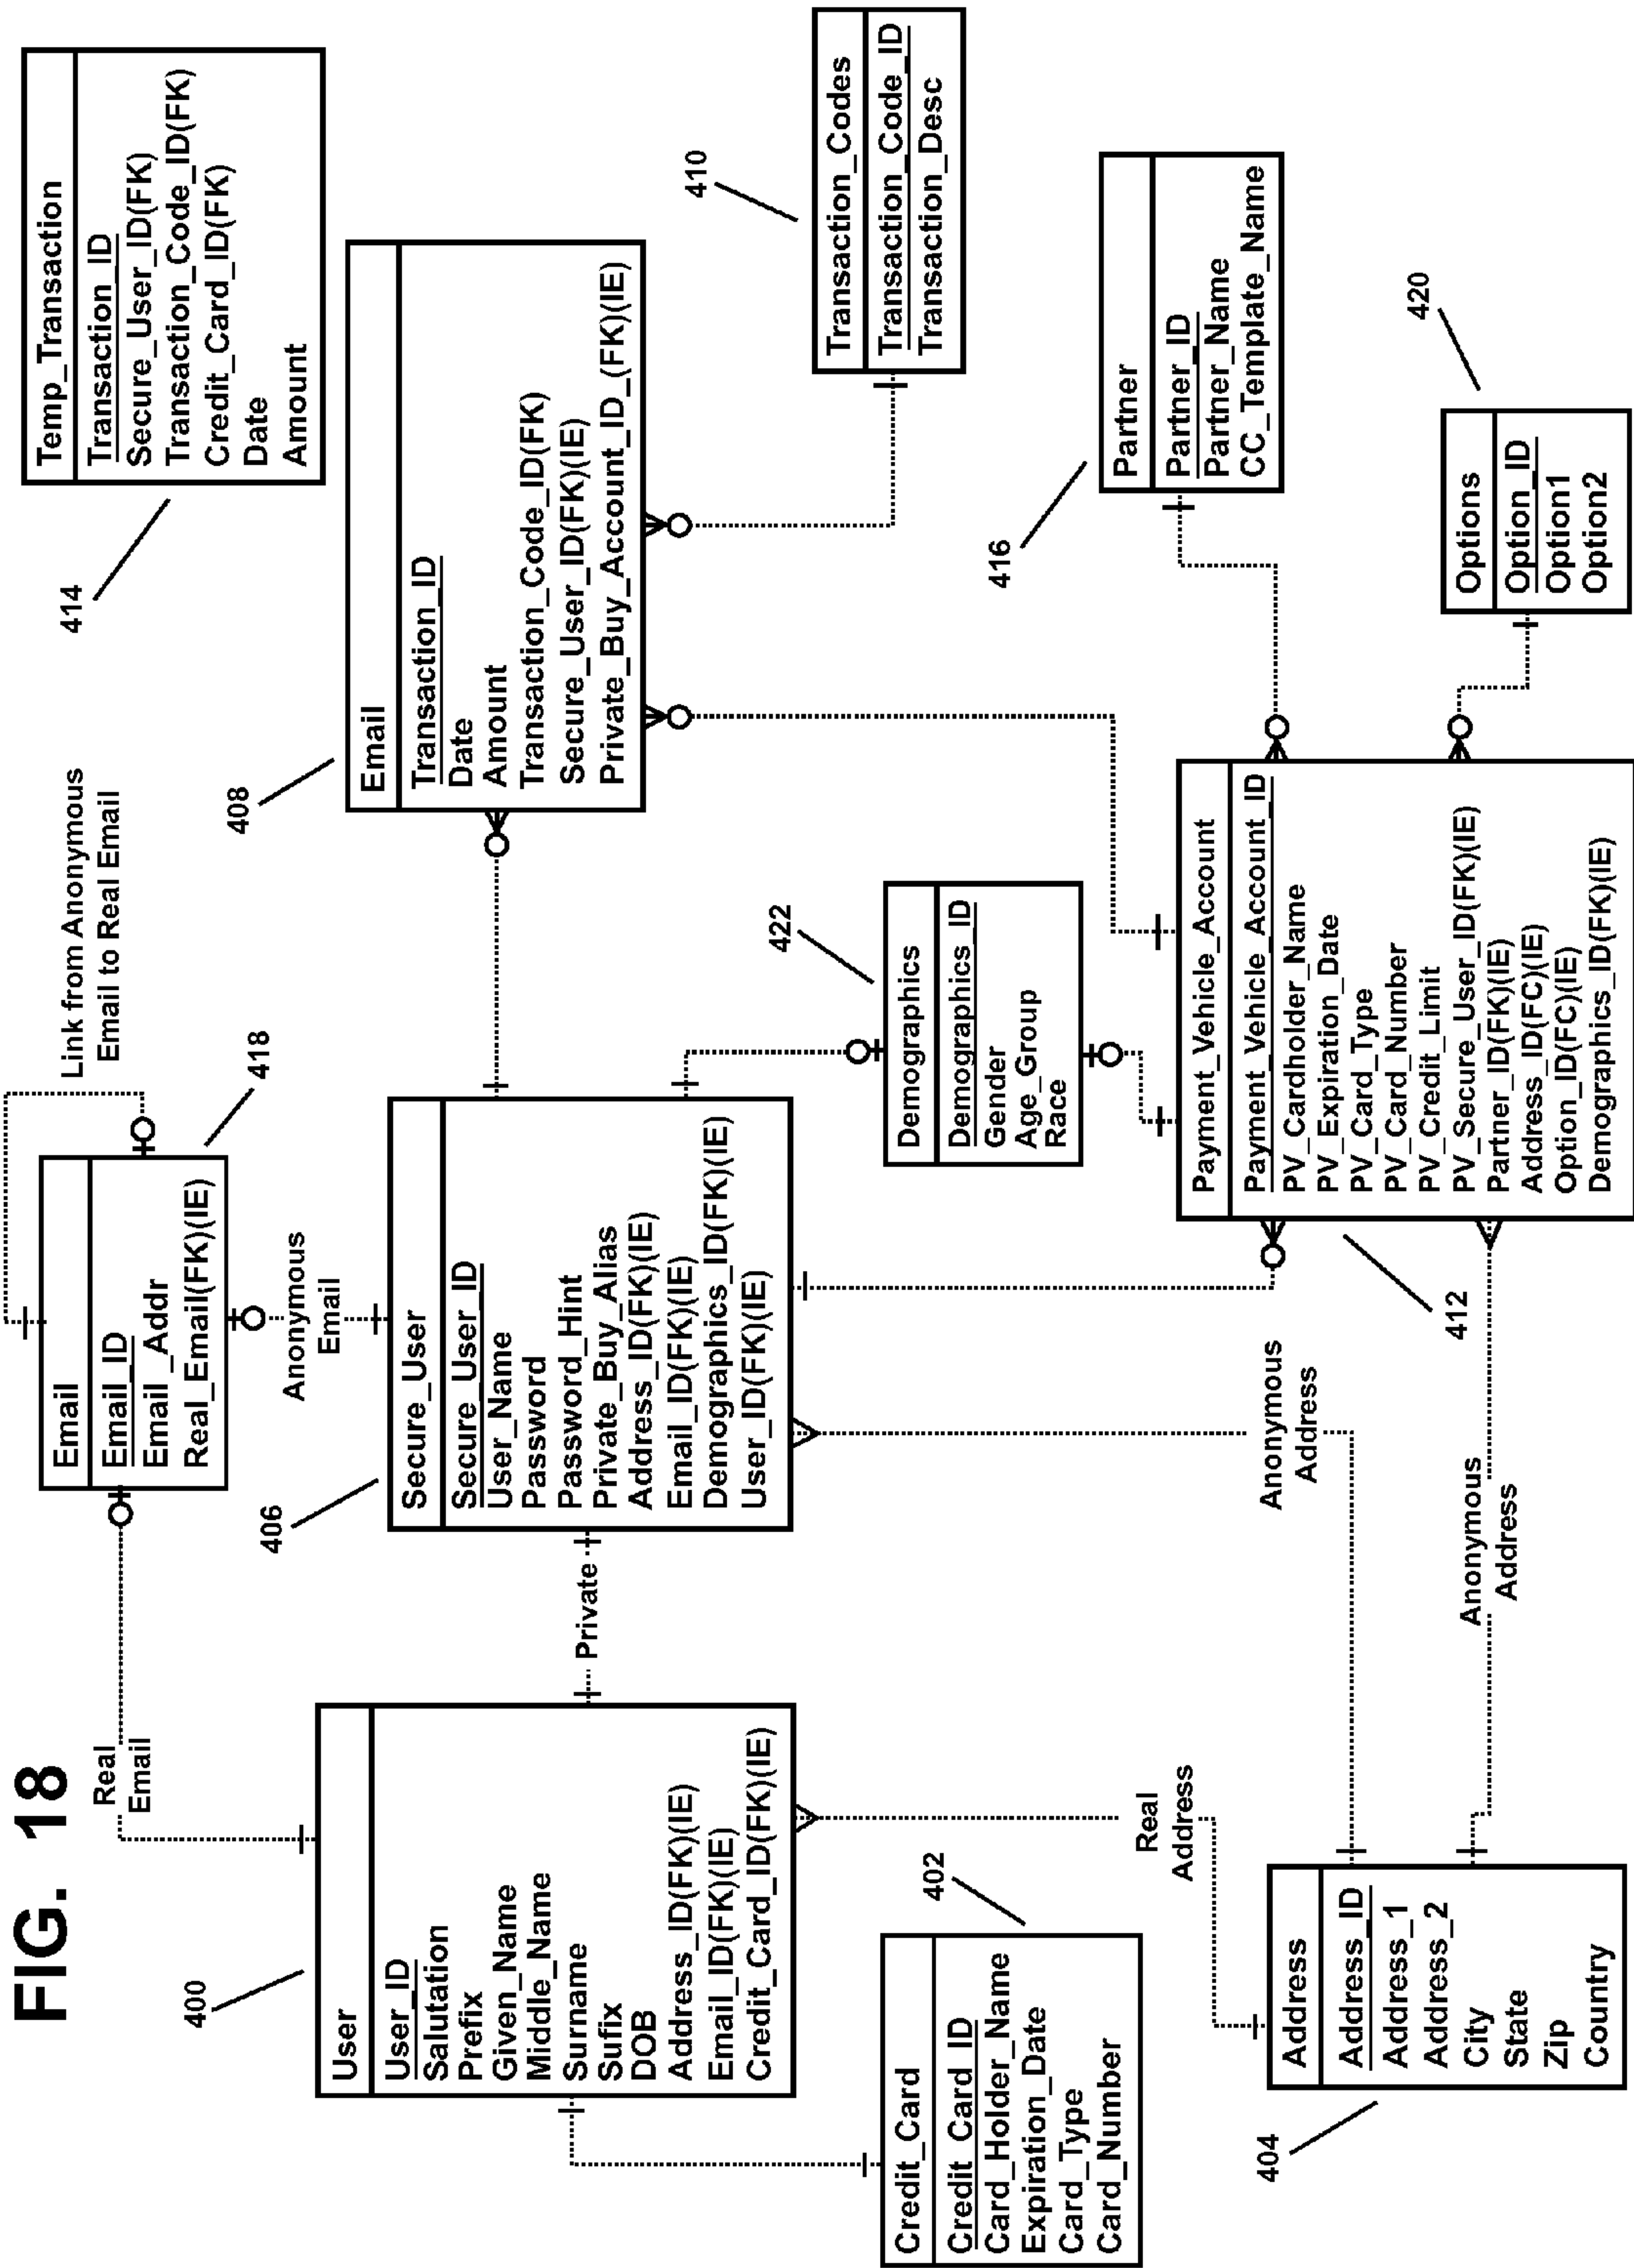 FIG. 18
Real
Email
400
User
User_ID
Salutation
Prefix
Given_Name
Middle_Name
Surname
Sufix
DOB
Address_ID(FK)(IE)
Email_ID(FK)(IE)
Credit_Card_ID(FK)(IE)
402
Credit_Card
Credit_Card_ID
Card_Holder_Name
Expiration_Date
Card_Type
Card_Number
Real
Address
404
Address
Address_ID
Address_1
Address_2
City
State
Zip
Country
Private
Link from Anonymous
Email to Real Email
418
Email
Email_ID
Email_Addr
Real_Email(FK)(IE)
Anonymous
Email
406
Secure_User
Secure_User_ID
User_Name
Password
Password_Hint
Private_Buy_Alias
Address_ID(FK)(IE)
Email_ID(FK)(IE)
Demographics_ID(FK)(IE)
User_ID(FK)(IE)
Anonymous
Address
Anonymous
Address
422
Demographics
Demographics_ID
Gender
Age_Group
Race
412
Payment_Vehicle_Account
Payment_Vehicle_Account_ID
PV_Cardholder_Name
PV_Expiration_Date
PV_Card_Type
PV_Card_Number
PV_Credit_Limit
PV_Secure_User_ID(FK)(IE)
Partner_ID(FK)(IE)
Address_ID(FC)(IE)
Option_ID(FC)(IE)
Demographics_ID(FK)(IE)
414
Temp_Transaction
Transaction_ID
Secure_User_ID(FK)
Transaction_Code_ID(FK)
Credit_Card_ID(FK)
Date
Amount
408
Email
Transaction_ID
Date
Amount
Transaction_Code_ID(FK)
Secure_User_ID(FK)(IE)
Private_Buy_Account_ID_(FK)(IE)
410
Transaction_Codes
Transaction_Code_ID
Transaction_Desc
416
Partner
Partner_ID
Partner_Name
CC_Template_Name
420
Options
Option_ID
Option1
Option2